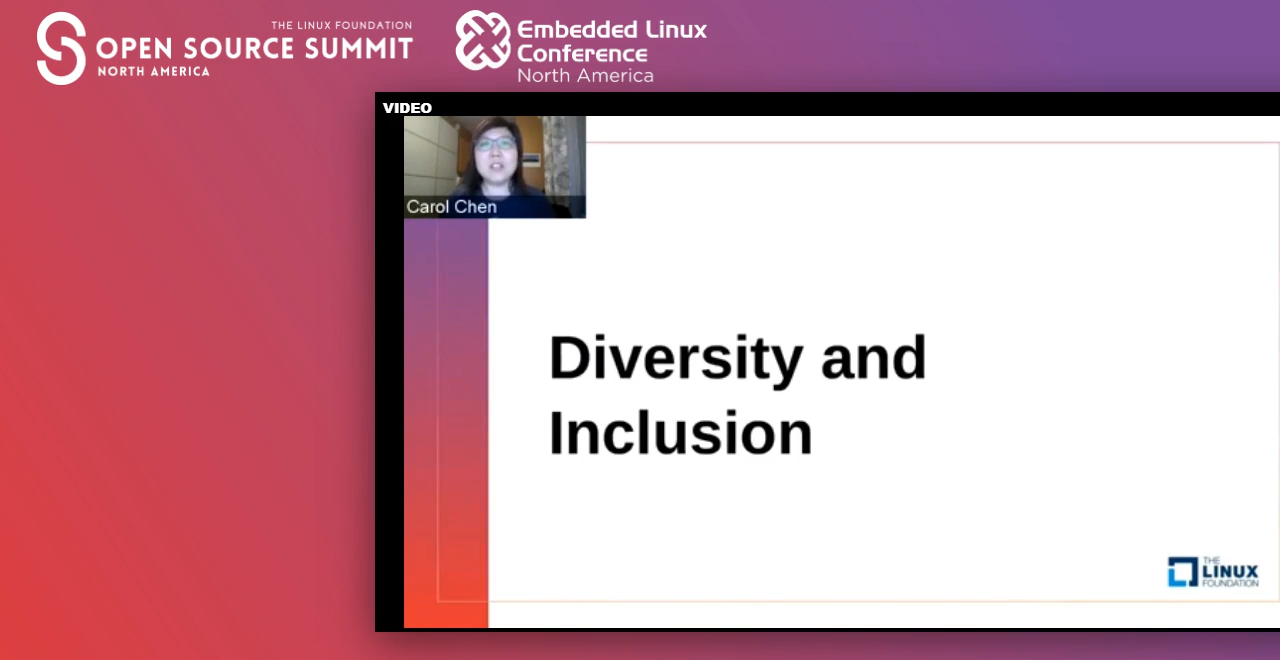 THE LINUX FOUNDATION
OPEN SOURCE SUMMIT
NORTH AMERICA
Embedded Linux
Conference
North America
VIDEO
Carol Chen
Diversity and
Inclusion
THE
LINUX
FOUNDATION